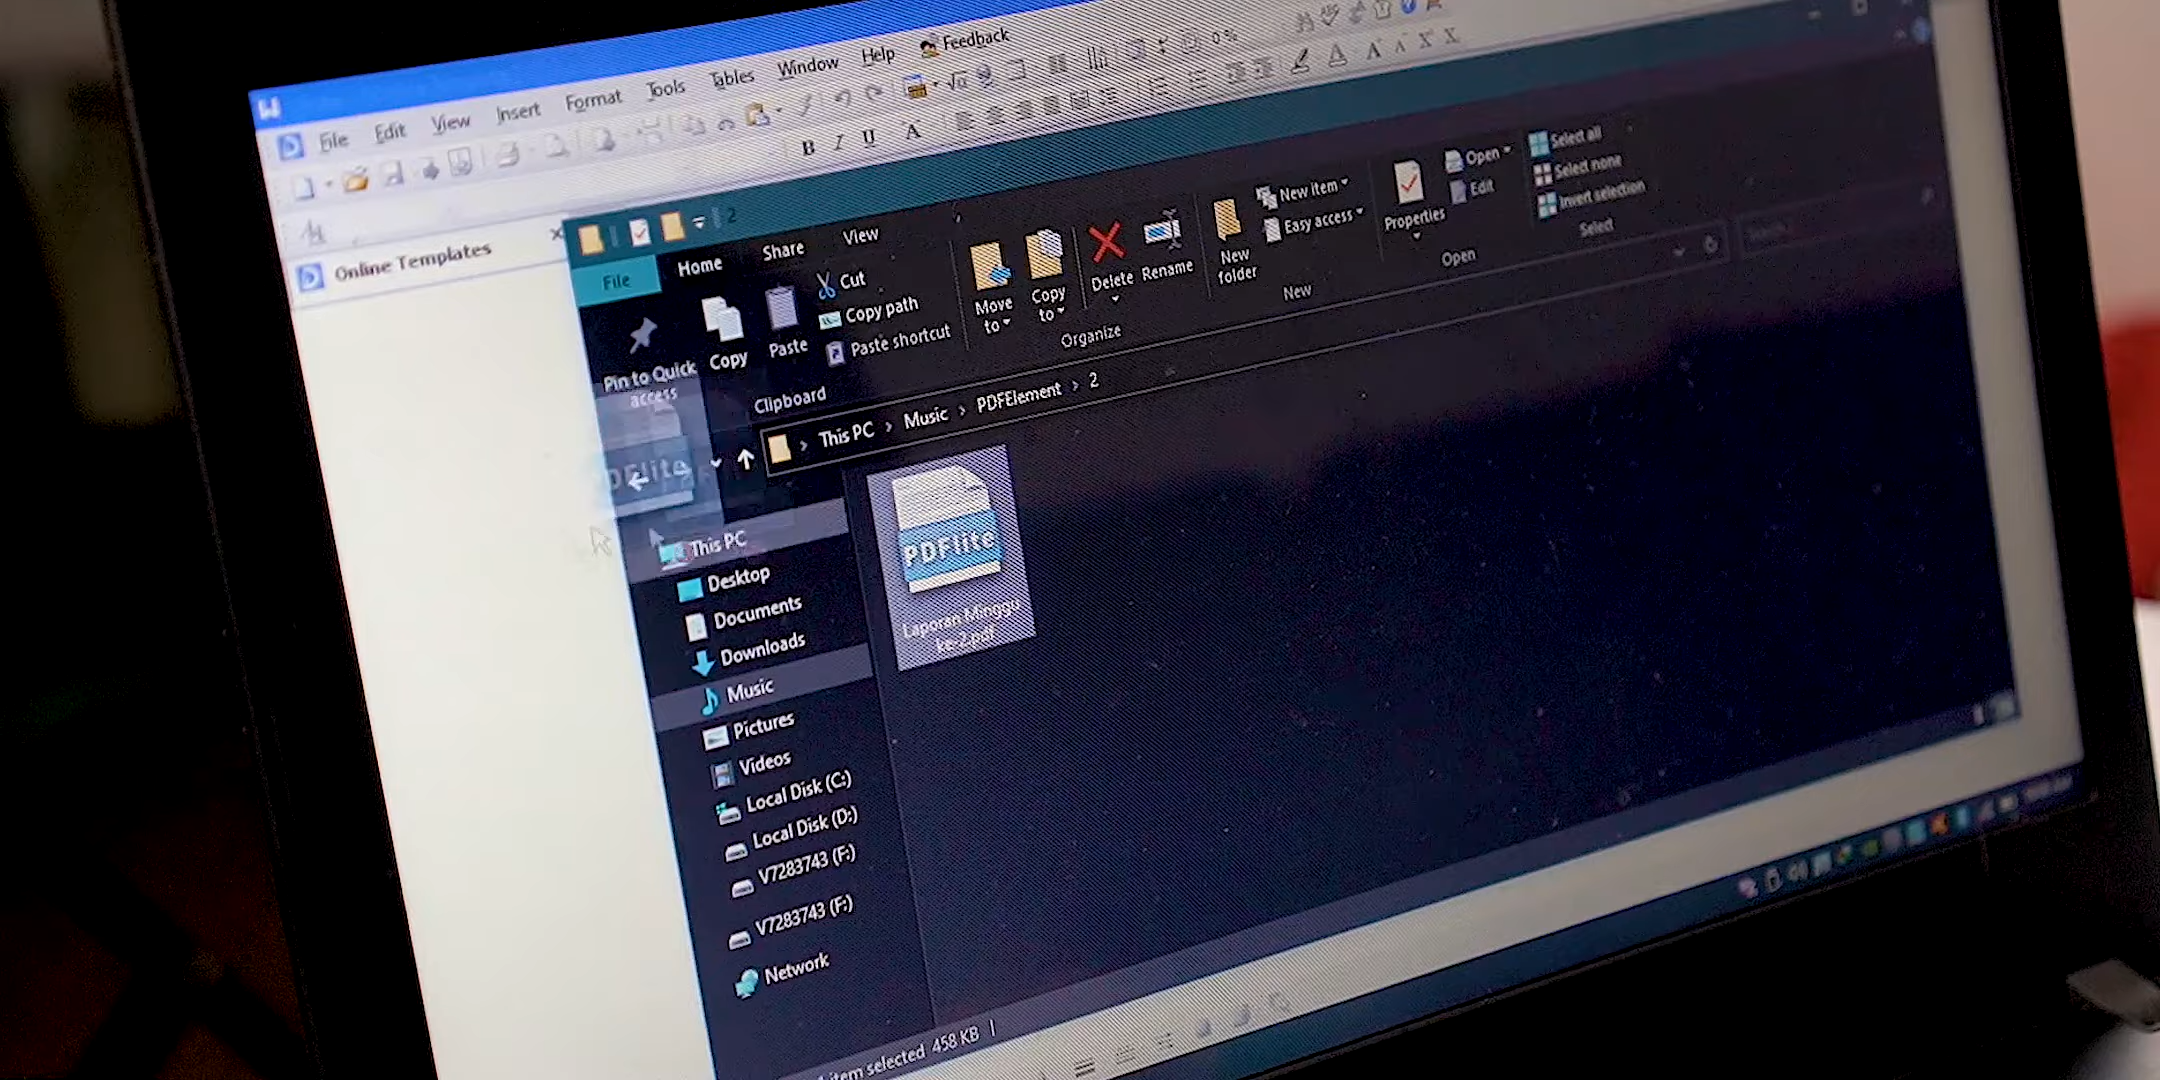 W
File Edit View Insert Format Tools Tables Window Help Feedback
0%
B I U A A A X X
Online Templates
2
File Home Share View
Pin to Quick access
Copy
Paste
Cut
Copy path
Paste shortcut
Clipboard
Move to
Copy to
Delete
Rename
Organize
New folder
New item
Easy access
New
Properties
Open
Edit
Open
Select all
Select none
Invert selection
Select
This PC > Music > PDFElement > 2
This PC
Desktop
Documents
Downloads
Music
Pictures
Videos
Local Disk (C:)
Local Disk (D:)
V7283743 (F:)
V7283743 (F:)
Network
PDFlite
Laporan Minggu
ke-2.pdf
item selected 458 KB